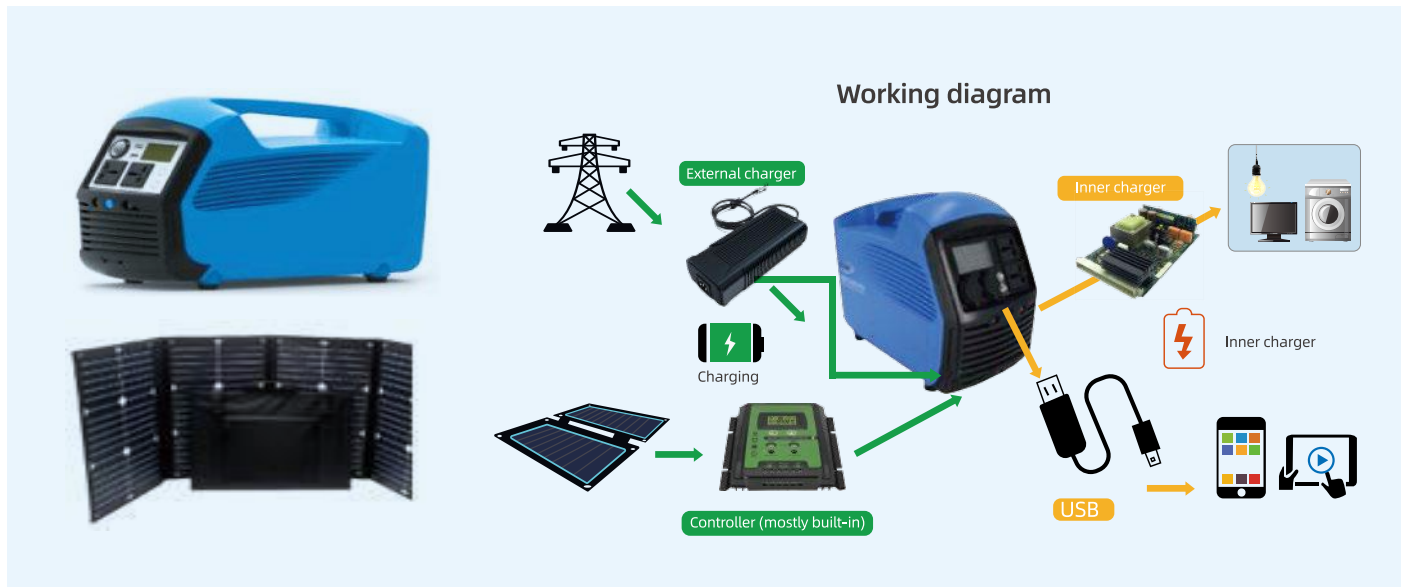 Working diagram
External charger
Inner charger
Charging
Inner charger
Controller (mostly built-in)
USB